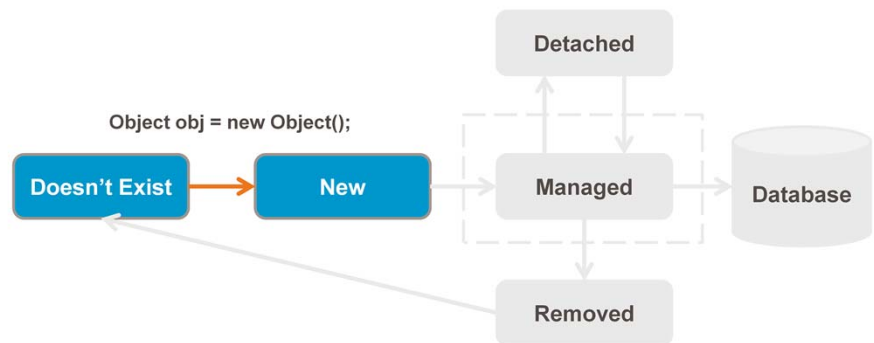 Detached
Object obj = new Object();
Doesn't Exist
New
Managed
Database
Removed